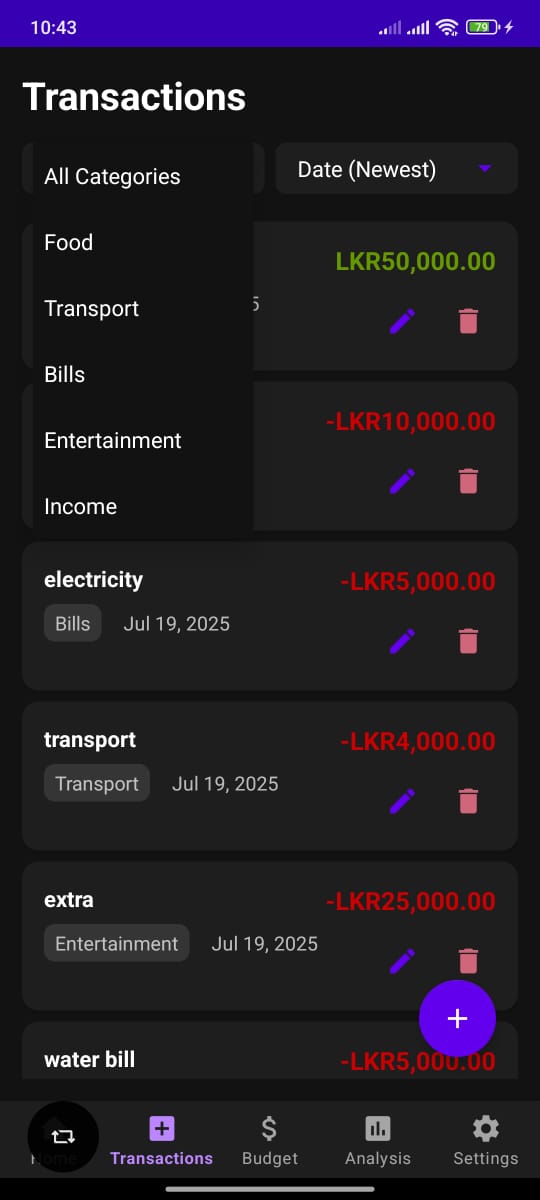 10:43
79
Transactions
All Categories
Date (Newest)
Food
LKR50,000.00
5
Transport
Bills
-LKR10,000.00
Entertainment
Income
electricity
-LKR5,000.00
Bills
Jul 19, 2025
transport
-LKR4,000.00
Transport
Jul 19, 2025
extra
-LKR25,000.00
Entertainment
Jul 19, 2025
+
water bill
-LKR5,000.00
Home
Transactions
Budget
Analysis
Settings